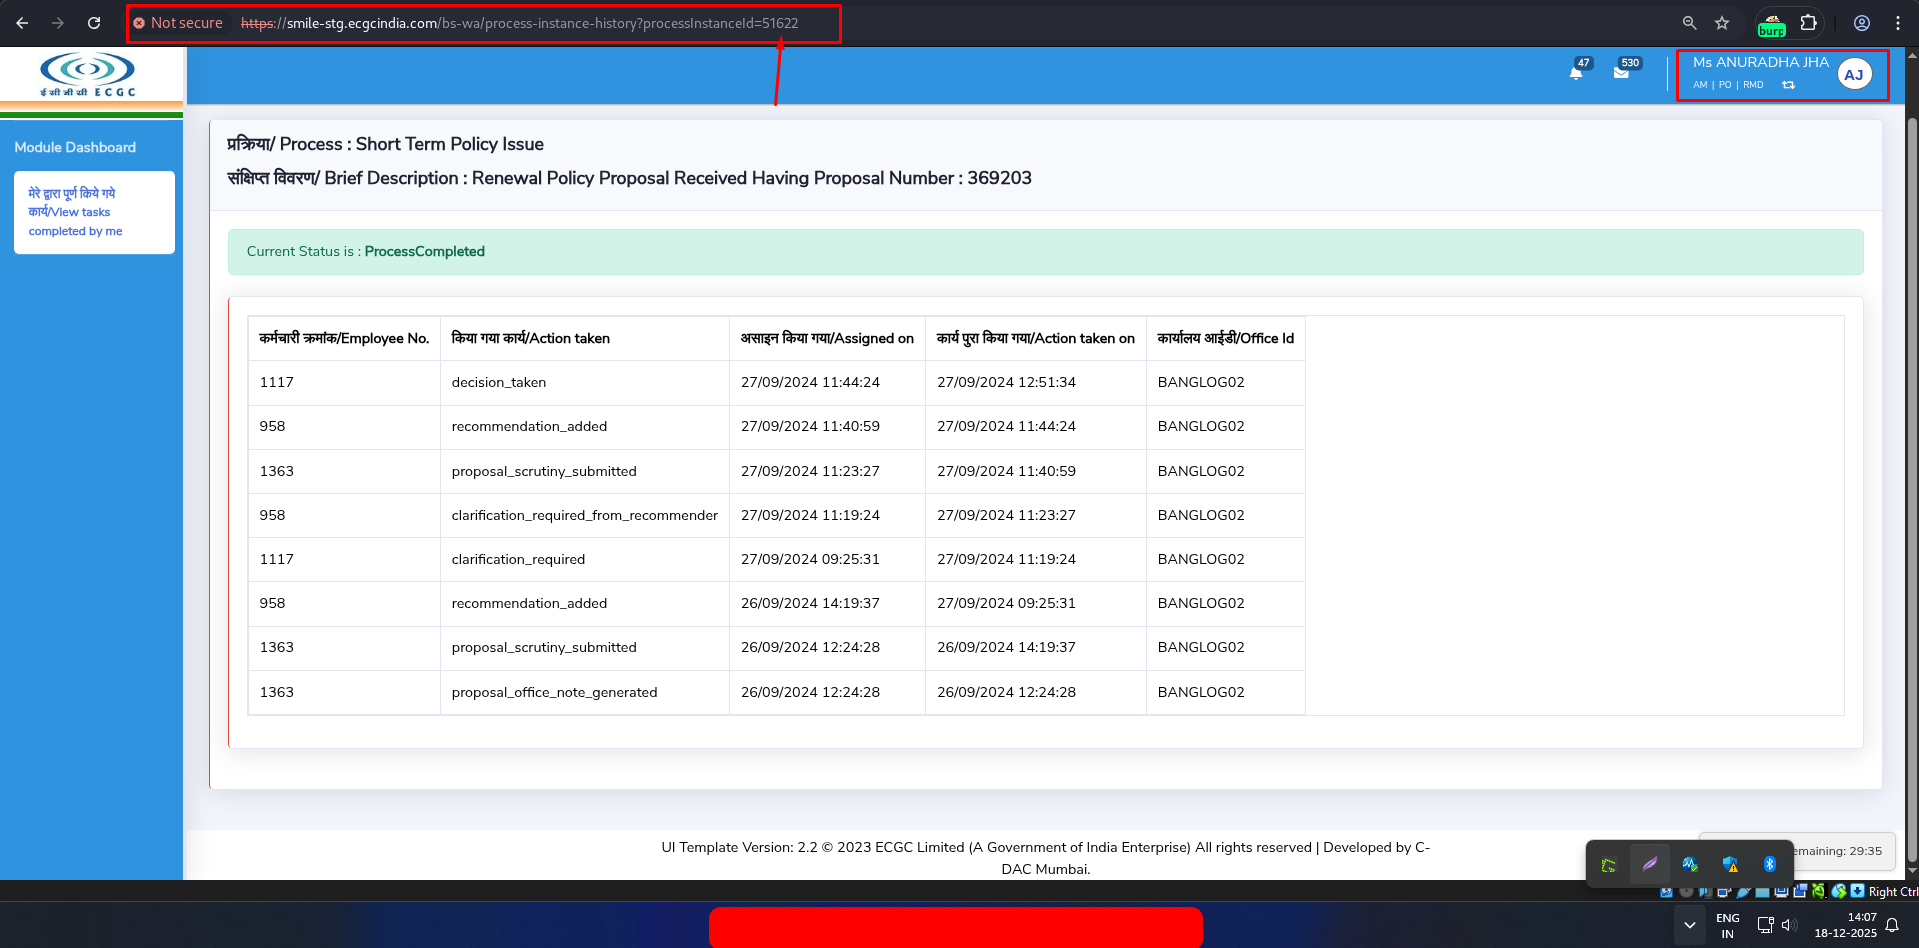 Not secure https://smile-stg.ecgcindia.com/bs-wa/process-instance-history?processInstanceId=51622
burp
ई सी जी सी E C G C
47
530
Ms ANURADHA JHA
AM | PO | RMD
AJ
Module Dashboard
मेरे द्वारा पूर्ण किये गये
कार्य/View tasks
completed by me
प्रक्रिया/ Process : Short Term Policy Issue
संक्षिप्त विवरण/ Brief Description : Renewal Policy Proposal Received Having Proposal Number : 369203
Current Status is : ProcessCompleted
कर्मचारी क्रमांक/Employee No. किया गया कार्य/Action taken असाइन किया गया/Assigned on कार्य पुरा किया गया/Action taken on कार्यालय आईडी/Office Id
1117 decision_taken 27/09/2024 11:44:24 27/09/2024 12:51:34 BANGLOG02
958 recommendation_added 27/09/2024 11:40:59 27/09/2024 11:44:24 BANGLOG02
1363 proposal_scrutiny_submitted 27/09/2024 11:23:27 27/09/2024 11:40:59 BANGLOG02
958 clarification_required_from_recommender 27/09/2024 11:19:24 27/09/2024 11:23:27 BANGLOG02
1117 clarification_required 27/09/2024 09:25:31 27/09/2024 11:19:24 BANGLOG02
958 recommendation_added 26/09/2024 14:19:37 27/09/2024 09:25:31 BANGLOG02
1363 proposal_scrutiny_submitted 26/09/2024 12:24:28 26/09/2024 14:19:37 BANGLOG02
1363 proposal_office_note_generated 26/09/2024 12:24:28 26/09/2024 12:24:28 BANGLOG02
UI Template Version: 2.2 © 2023 ECGC Limited (A Government of India Enterprise) All rights reserved | Developed by C-
DAC Mumbai.
emaining: 29:35
Right Ctrl
ENG
IN
14:07
18-12-2025